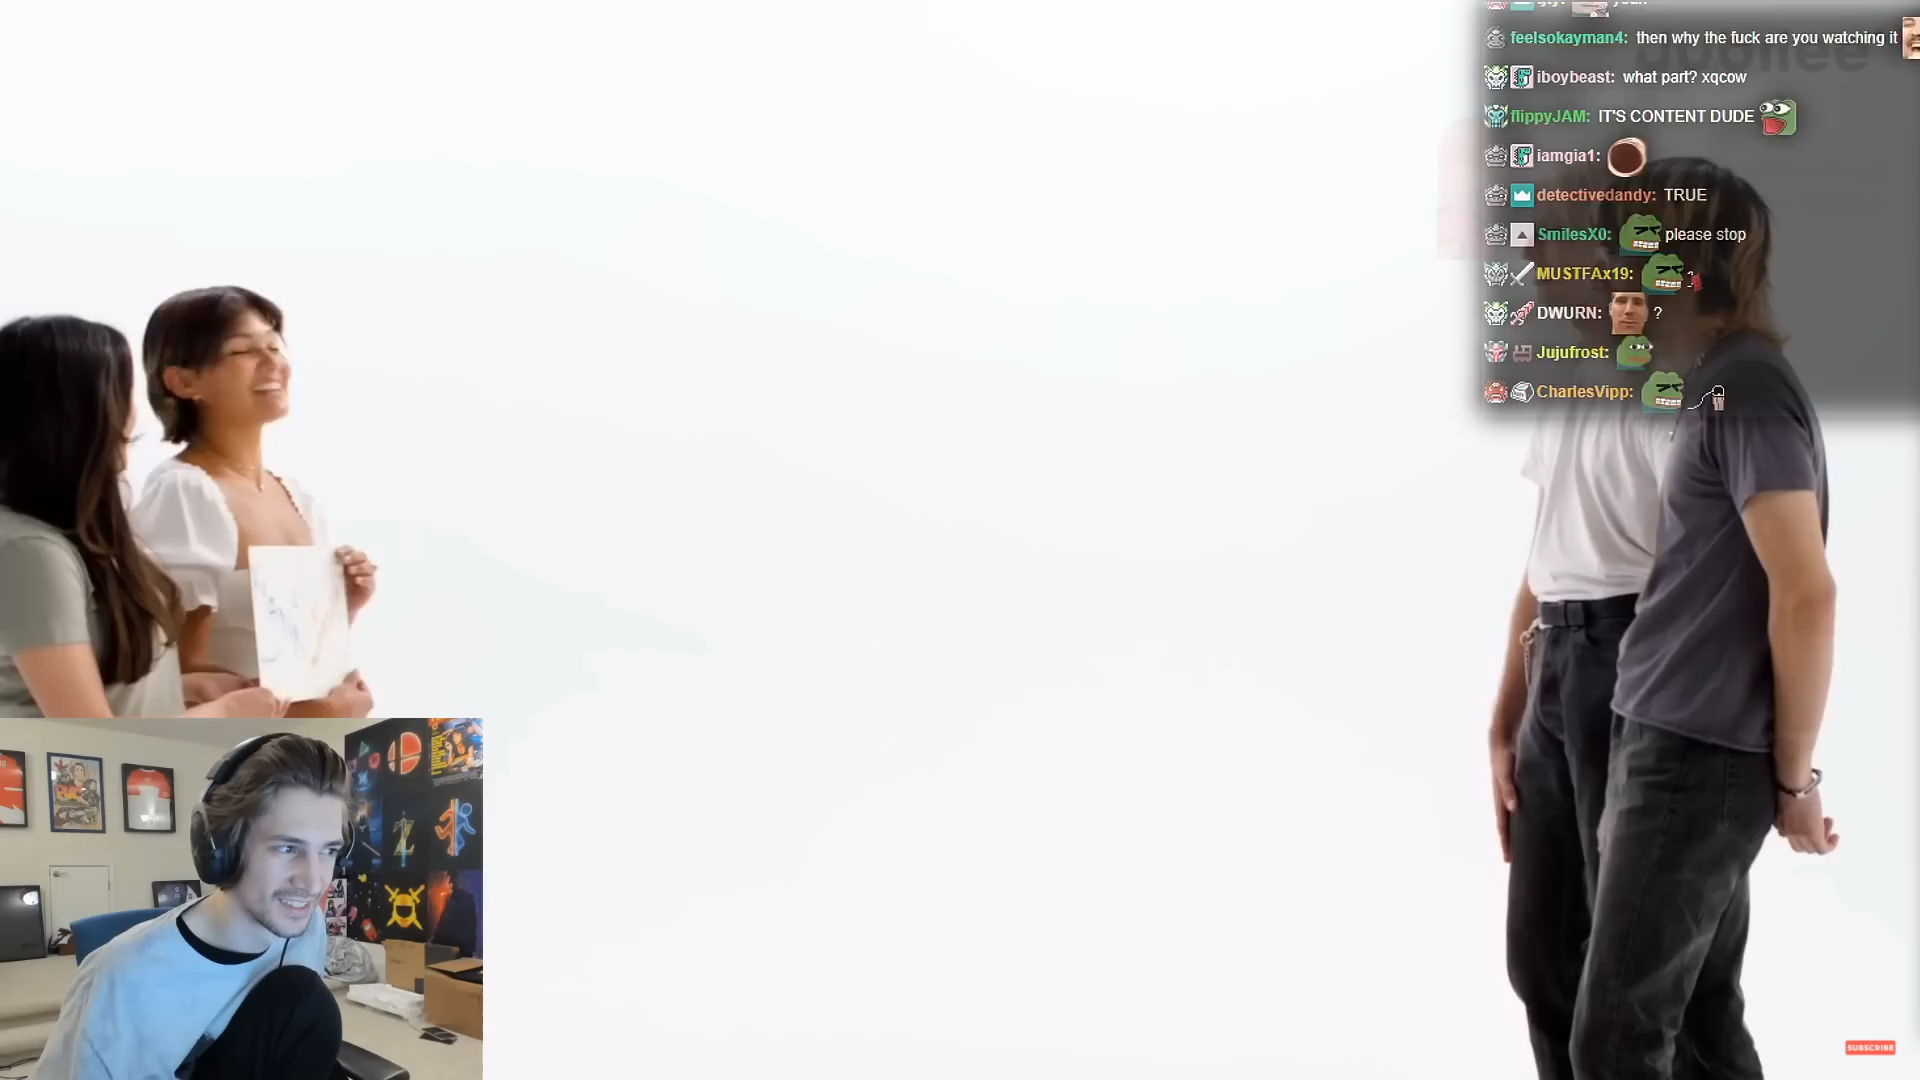 feelsokayman4: then why the fuck are you watching it
iboybeast: what part? xqcow
flippyJAM: IT'S CONTENT DUDE
iamgia1:
detectivedandy: TRUE
SmilesX0: please stop
MUSTFAx19:
DWURN: ?
Jujufrost:
CharlesVipp:
SUBSCRIBE